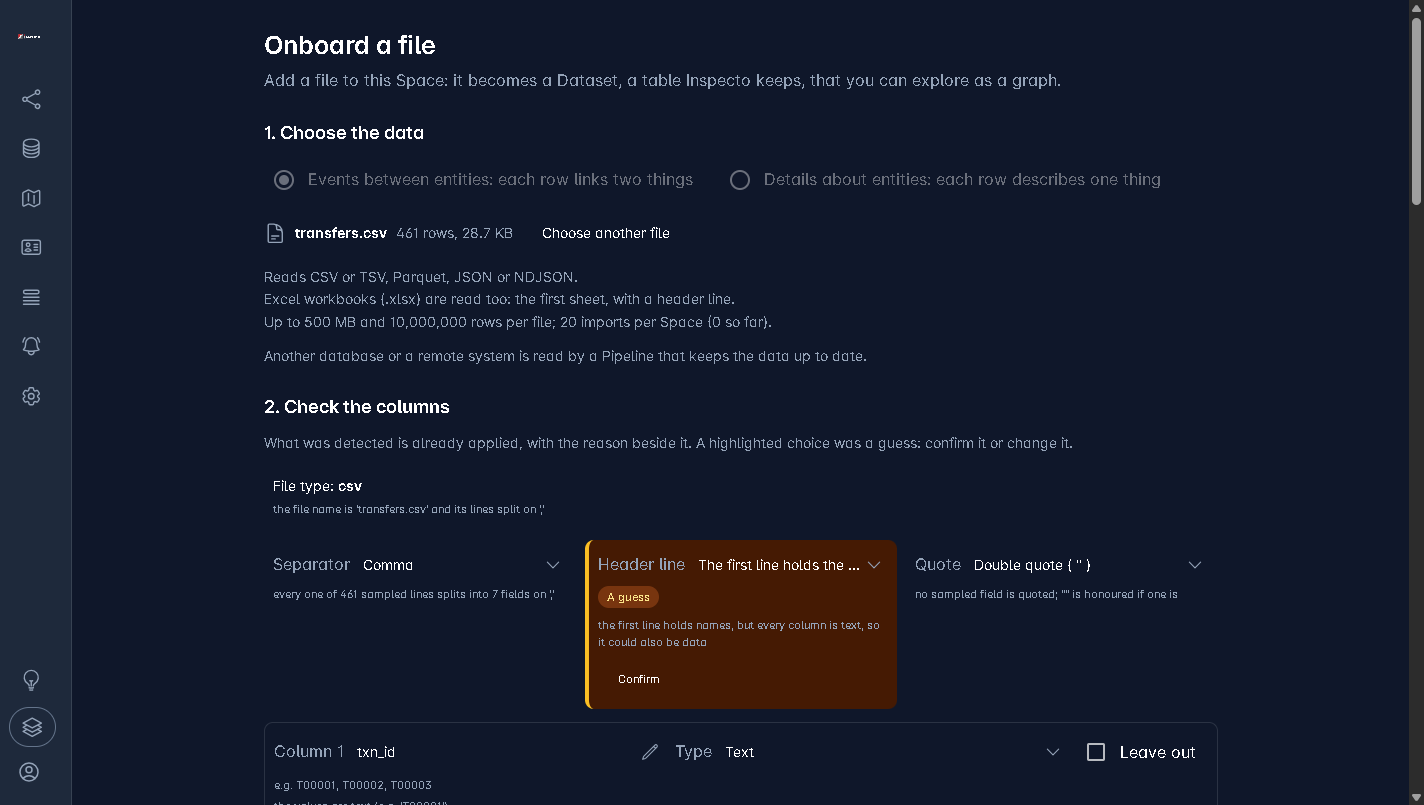 Onboard a file
Add a file to this Space: it becomes a Dataset, a table Inspecto keeps, that you can explore as a graph.
1. Choose the data
Events between entities: each row links two things
Details about entities: each row describes one thing
transfers.csv 461 rows, 28.7 KB Choose another file
Reads CSV or TSV, Parquet, JSON or NDJSON.
Excel workbooks (.xlsx) are read too: the first sheet, with a header line.
Up to 500 MB and 10,000,000 rows per file; 20 imports per Space (0 so far).
Another database or a remote system is read by a Pipeline that keeps the data up to date.
2. Check the columns
What was detected is already applied, with the reason beside it. A highlighted choice was a guess: confirm it or change it.
File type: csv
the file name is 'transfers.csv' and its lines split on ','
Separator Comma
every one of 461 sampled lines splits into 7 fields on ','
Header line The first line holds the ...
A guess
the first line holds names, but every column is text, so
it could also be data
Confirm
Quote Double quote ( " )
no sampled field is quoted; '"' is honoured if one is
Column 1 txn_id Type Text Leave out
e.g. T00001, T00002, T00003